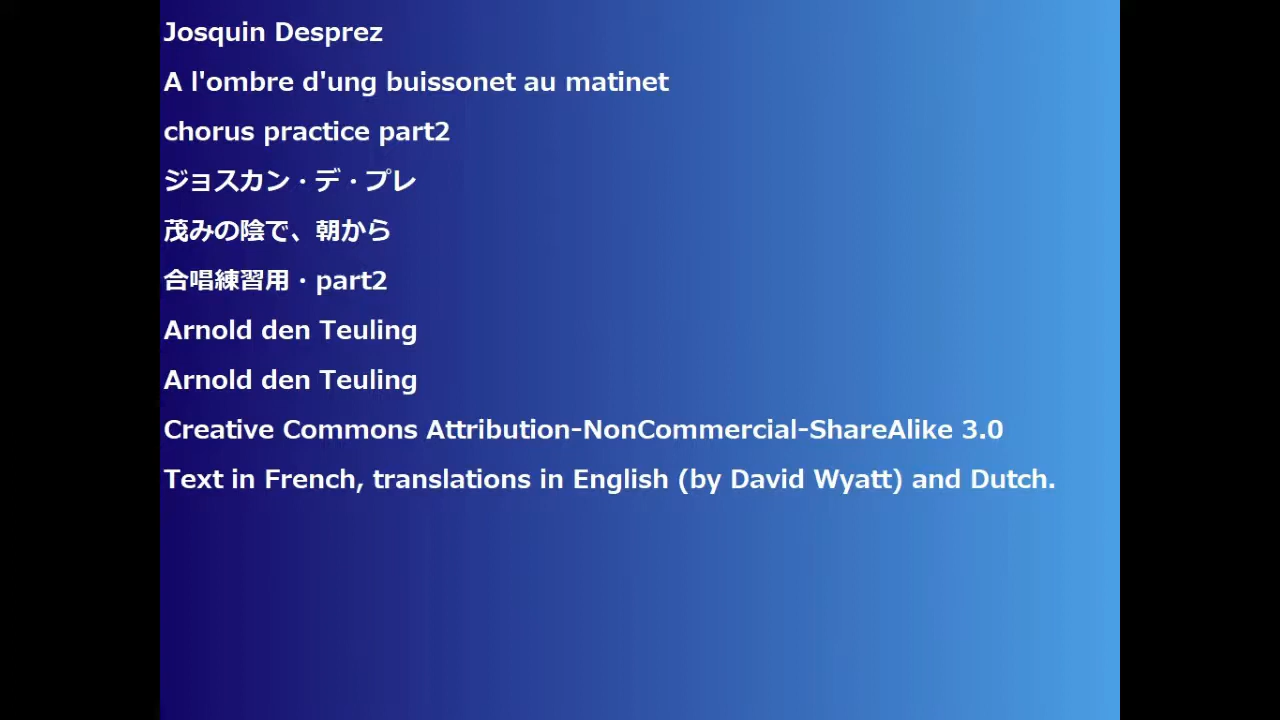 Josquin Desprez
A l'ombre d'ung buissonet au matinet
chorus practice part2
ジョスカン・デ・プレ
茂みの陰で、朝から
合唱練習用・part2
Arnold den Teuling
Arnold den Teuling
Creative Commons Attribution-NonCommercial-ShareAlike 3.0
Text in French, translations in English (by David Wyatt) and Dutch.